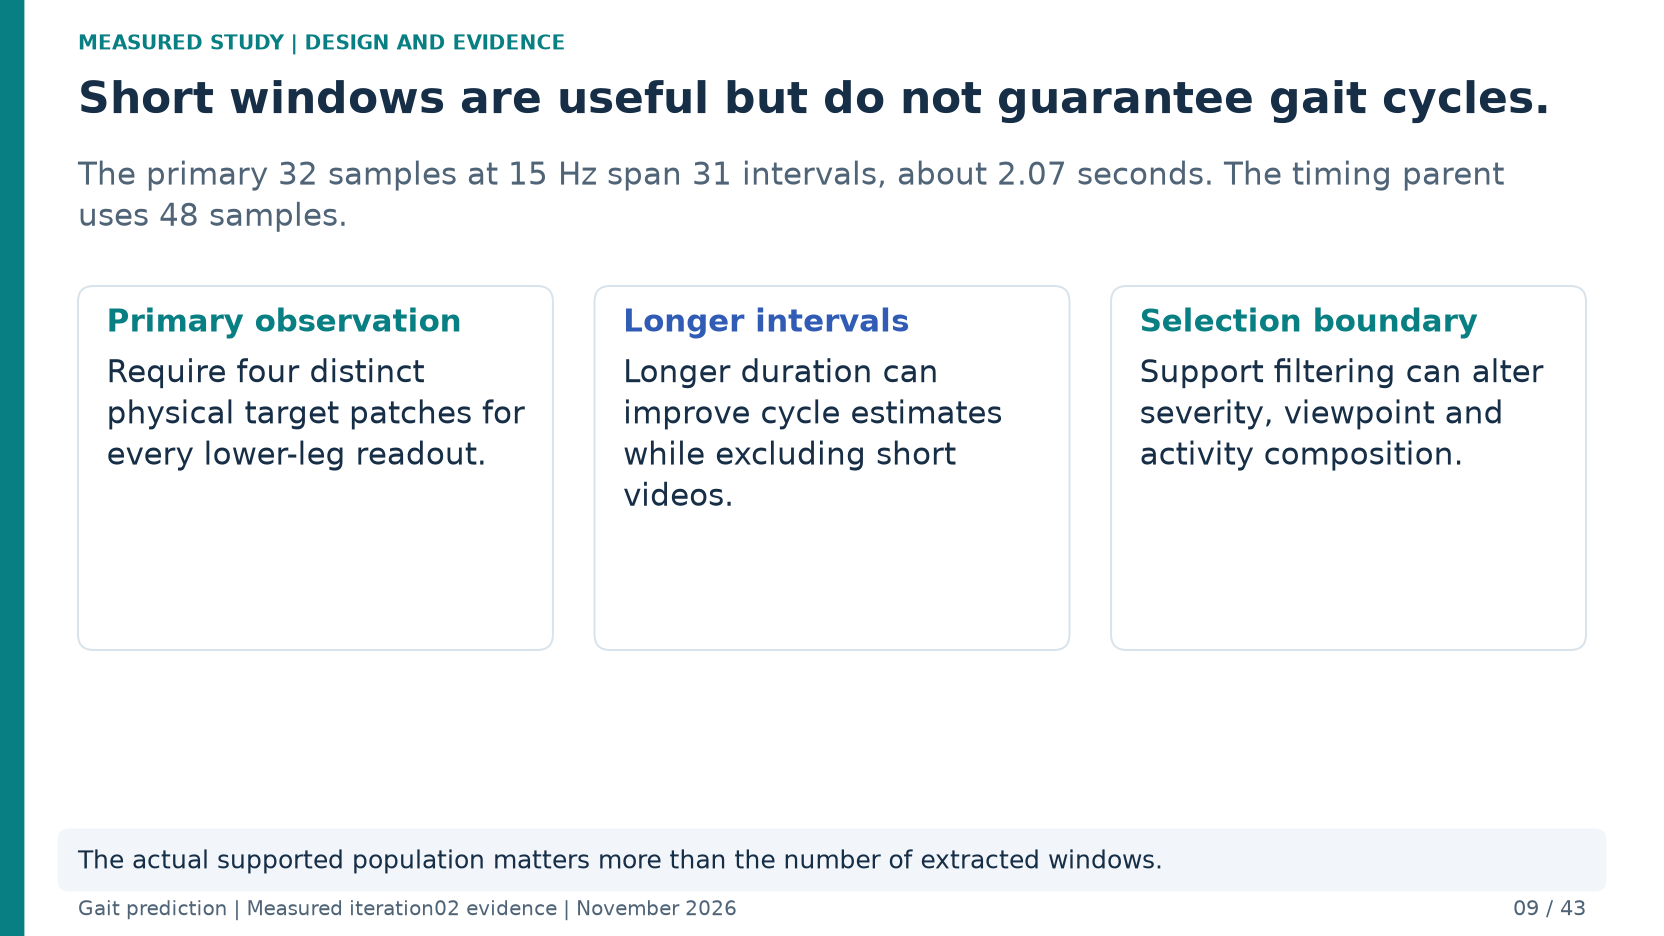 MEASURED STUDY | DESIGN AND EVIDENCE
Short windows are useful but do not guarantee gait cycles.
The primary 32 samples at 15 Hz span 31 intervals, about 2.07 seconds. The timing parent
uses 48 samples.
Primary observation
Require four distinct
physical target patches for
every lower-leg readout.
Longer intervals
Longer duration can
improve cycle estimates
while excluding short
videos.
Selection boundary
Support filtering can alter
severity, viewpoint and
activity composition.
The actual supported population matters more than the number of extracted windows.
Gait prediction | Measured iteration02 evidence | November 2026
09 / 43